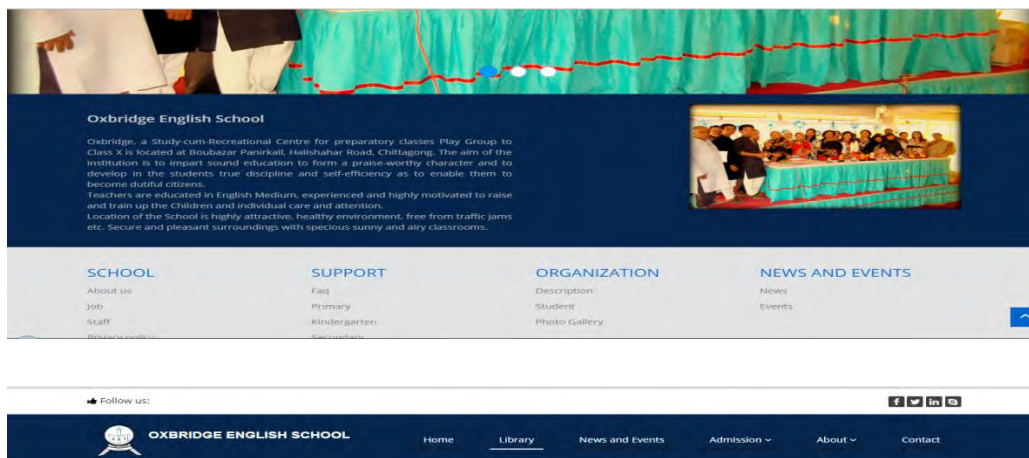 Oxbridge English School
Oxbridge, a Study-cum-Recreational Centre for preparatory classes Play Group to
Class X is located at Boubazar Panirkall, Halishahar Road, Chittagong. The aim of the
institution is to impart sound education to form a praise-worthy character and to
develop in the students true discipline and self-efficiency as to enable them to
become dutiful citizens.
Teachers are educated in English Medium, experienced and highly motivated to raise
and train up the Children and individual care and attention.
Location of the School is highly attractive, healthy environment, free from traffic jams
etc. Secure and pleasant surroundings with specious sunny and airy classrooms.
SCHOOL SUPPORT ORGANIZATION NEWS AND EVENTS
About us Faq Description News
Job Primary Student Events
Staff Kindergarten Photo Gallery
Privacy policy Secondary
Follow us:
OXBRIDGE ENGLISH SCHOOL Home Library News and Events Admission About Contact